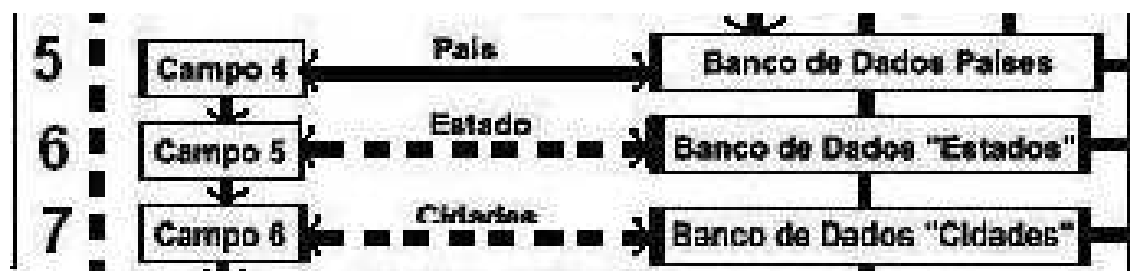 5 Campo 4 País Banco de Dados Países
6 Campo 5 Estado Banco de Dados "Estados"
7 Campo 6 Cidades Banco de Dados "Cidades"